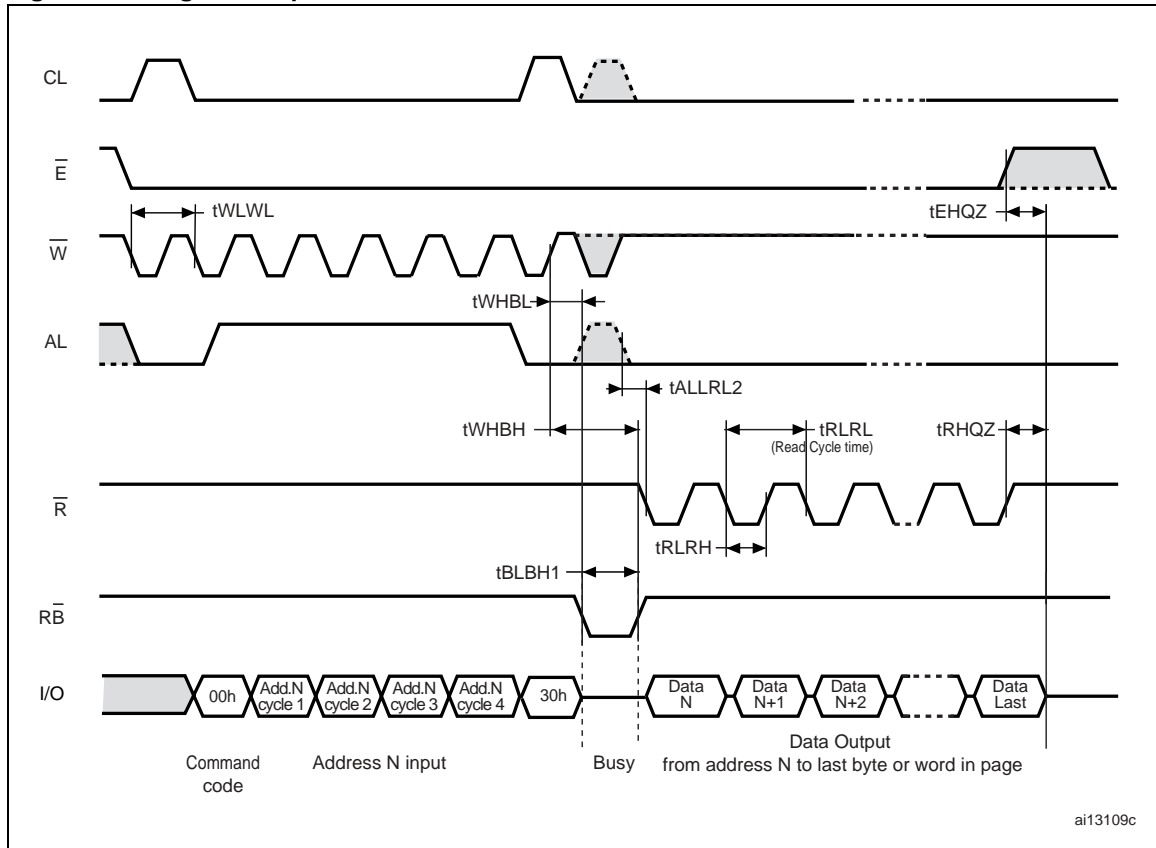 CL
E
tWLWL
tEHQZ
W
tWHBL
AL
tALLRL2
tWHBH
tRLRL
(Read Cycle time)
tRHQZ
R
tRLRH
tBLBH1
RB
I/O
00h
Add.N
cycle 1
Add.N
cycle 2
Add.N
cycle 3
Add.N
cycle 4
30h
Data
N
Data
N+1
Data
N+2
Data
Last
Command
code
Address N input
Busy
Data Output
from address N to last byte or word in page
ai13109c